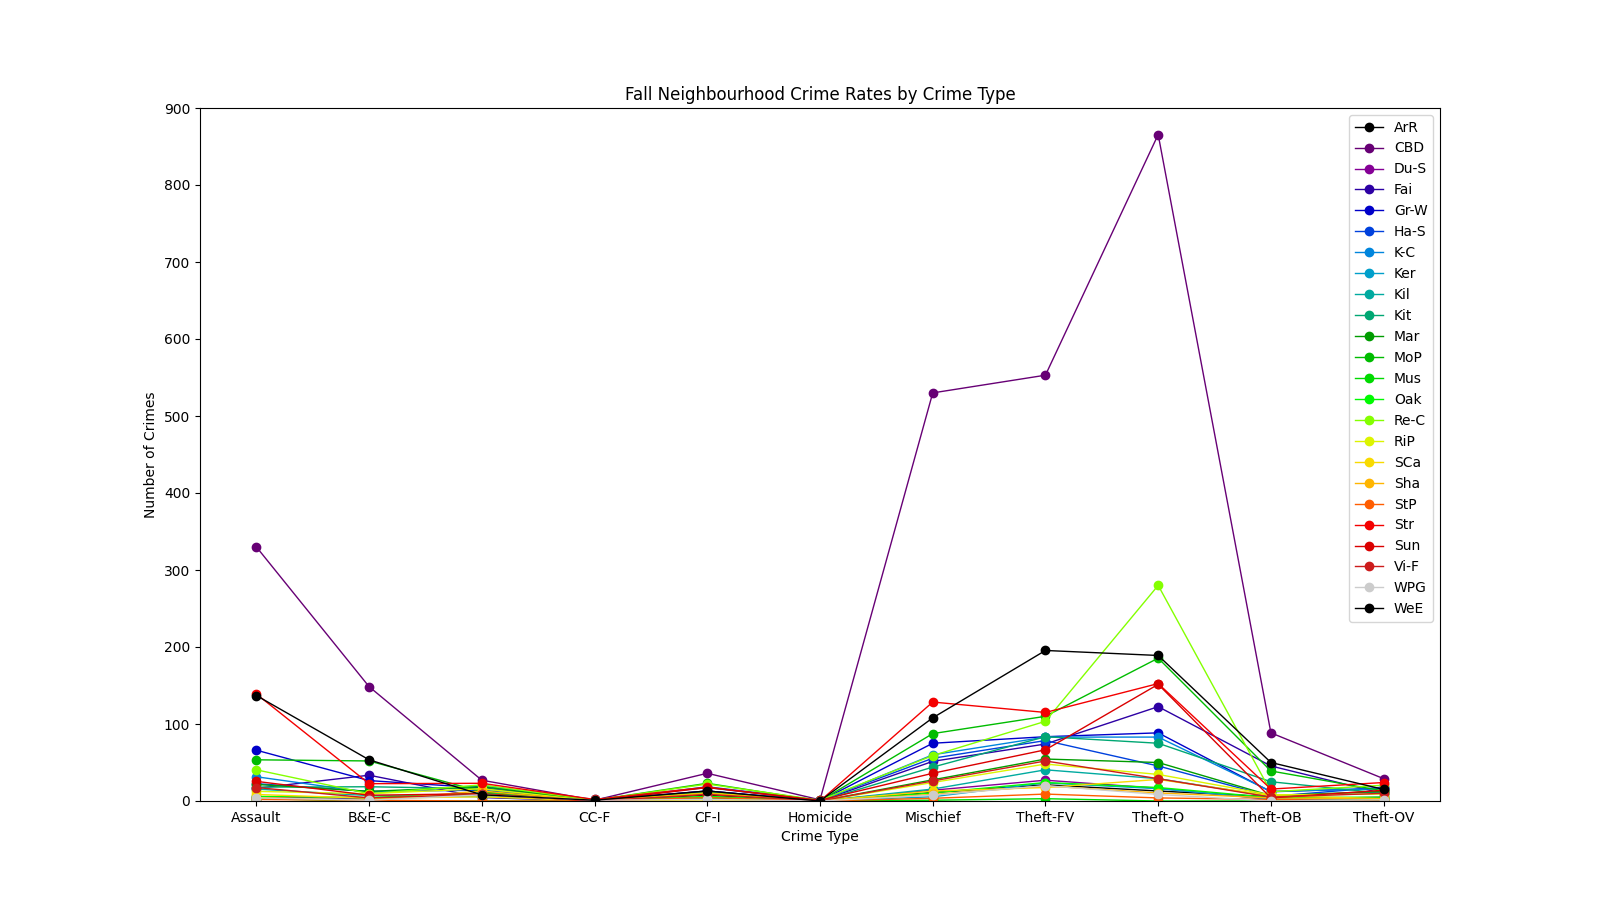 Fall Neighbourhood Crime Rates by Crime Type
900
800
700
600
500
400
300
200
100
0
Number of Crimes
Assault B&E-C B&E-R/O CC-F CF-I Homicide Mischief Theft-FV Theft-O Theft-OB Theft-OV
Crime Type
ArR
CBD
Du-S
Fai
Gr-W
Ha-S
K-C
Ker
Kil
Kit
Mar
MoP
Mus
Oak
Re-C
RiP
SCa
Sha
StP
Str
Sun
Vi-F
WPG
WeE